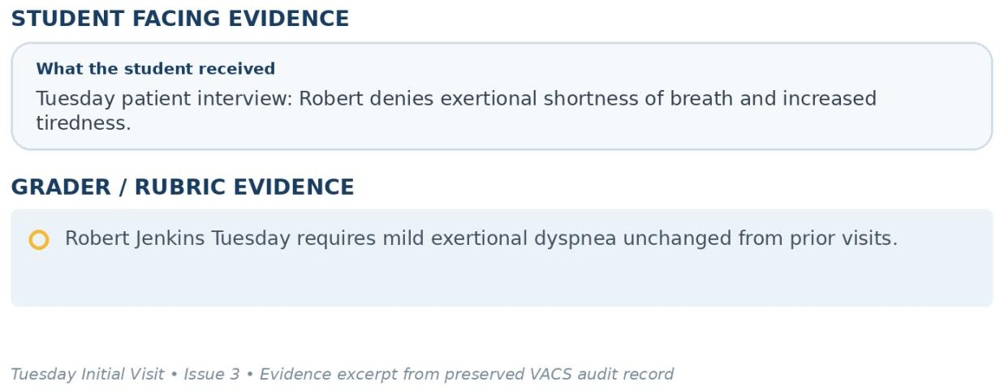 STUDENT FACING EVIDENCE
What the student received
Tuesday patient interview: Robert denies exertional shortness of breath and increased
tiredness.
GRADER / RUBRIC EVIDENCE
Robert Jenkins Tuesday requires mild exertional dyspnea unchanged from prior visits.
Tuesday Initial Visit • Issue 3 • Evidence excerpt from preserved VACS audit record